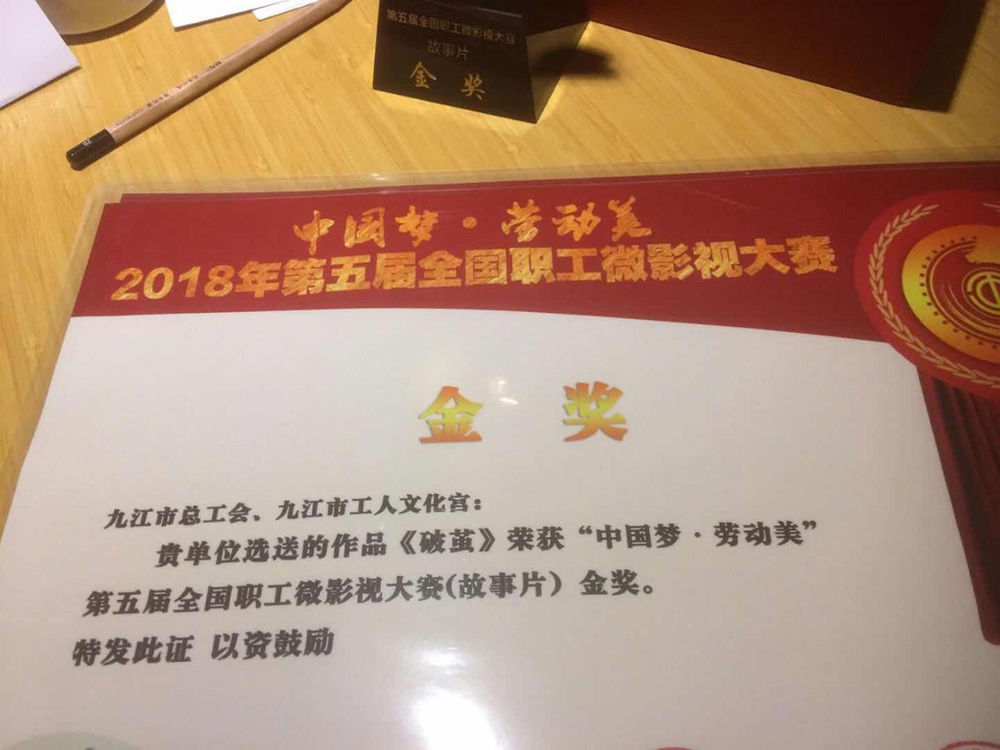 第五届全国职工微影视大赛
故事片
金 奖
中国梦·劳动美
2018年第五届全国职工微影视大赛
金 奖
九江市总工会、九江市工人文化宫：
贵单位选送的作品《破茧》荣获“中国梦·劳动美”
第五届全国职工微影视大赛(故事片）金奖。
特发此证 以资鼓励